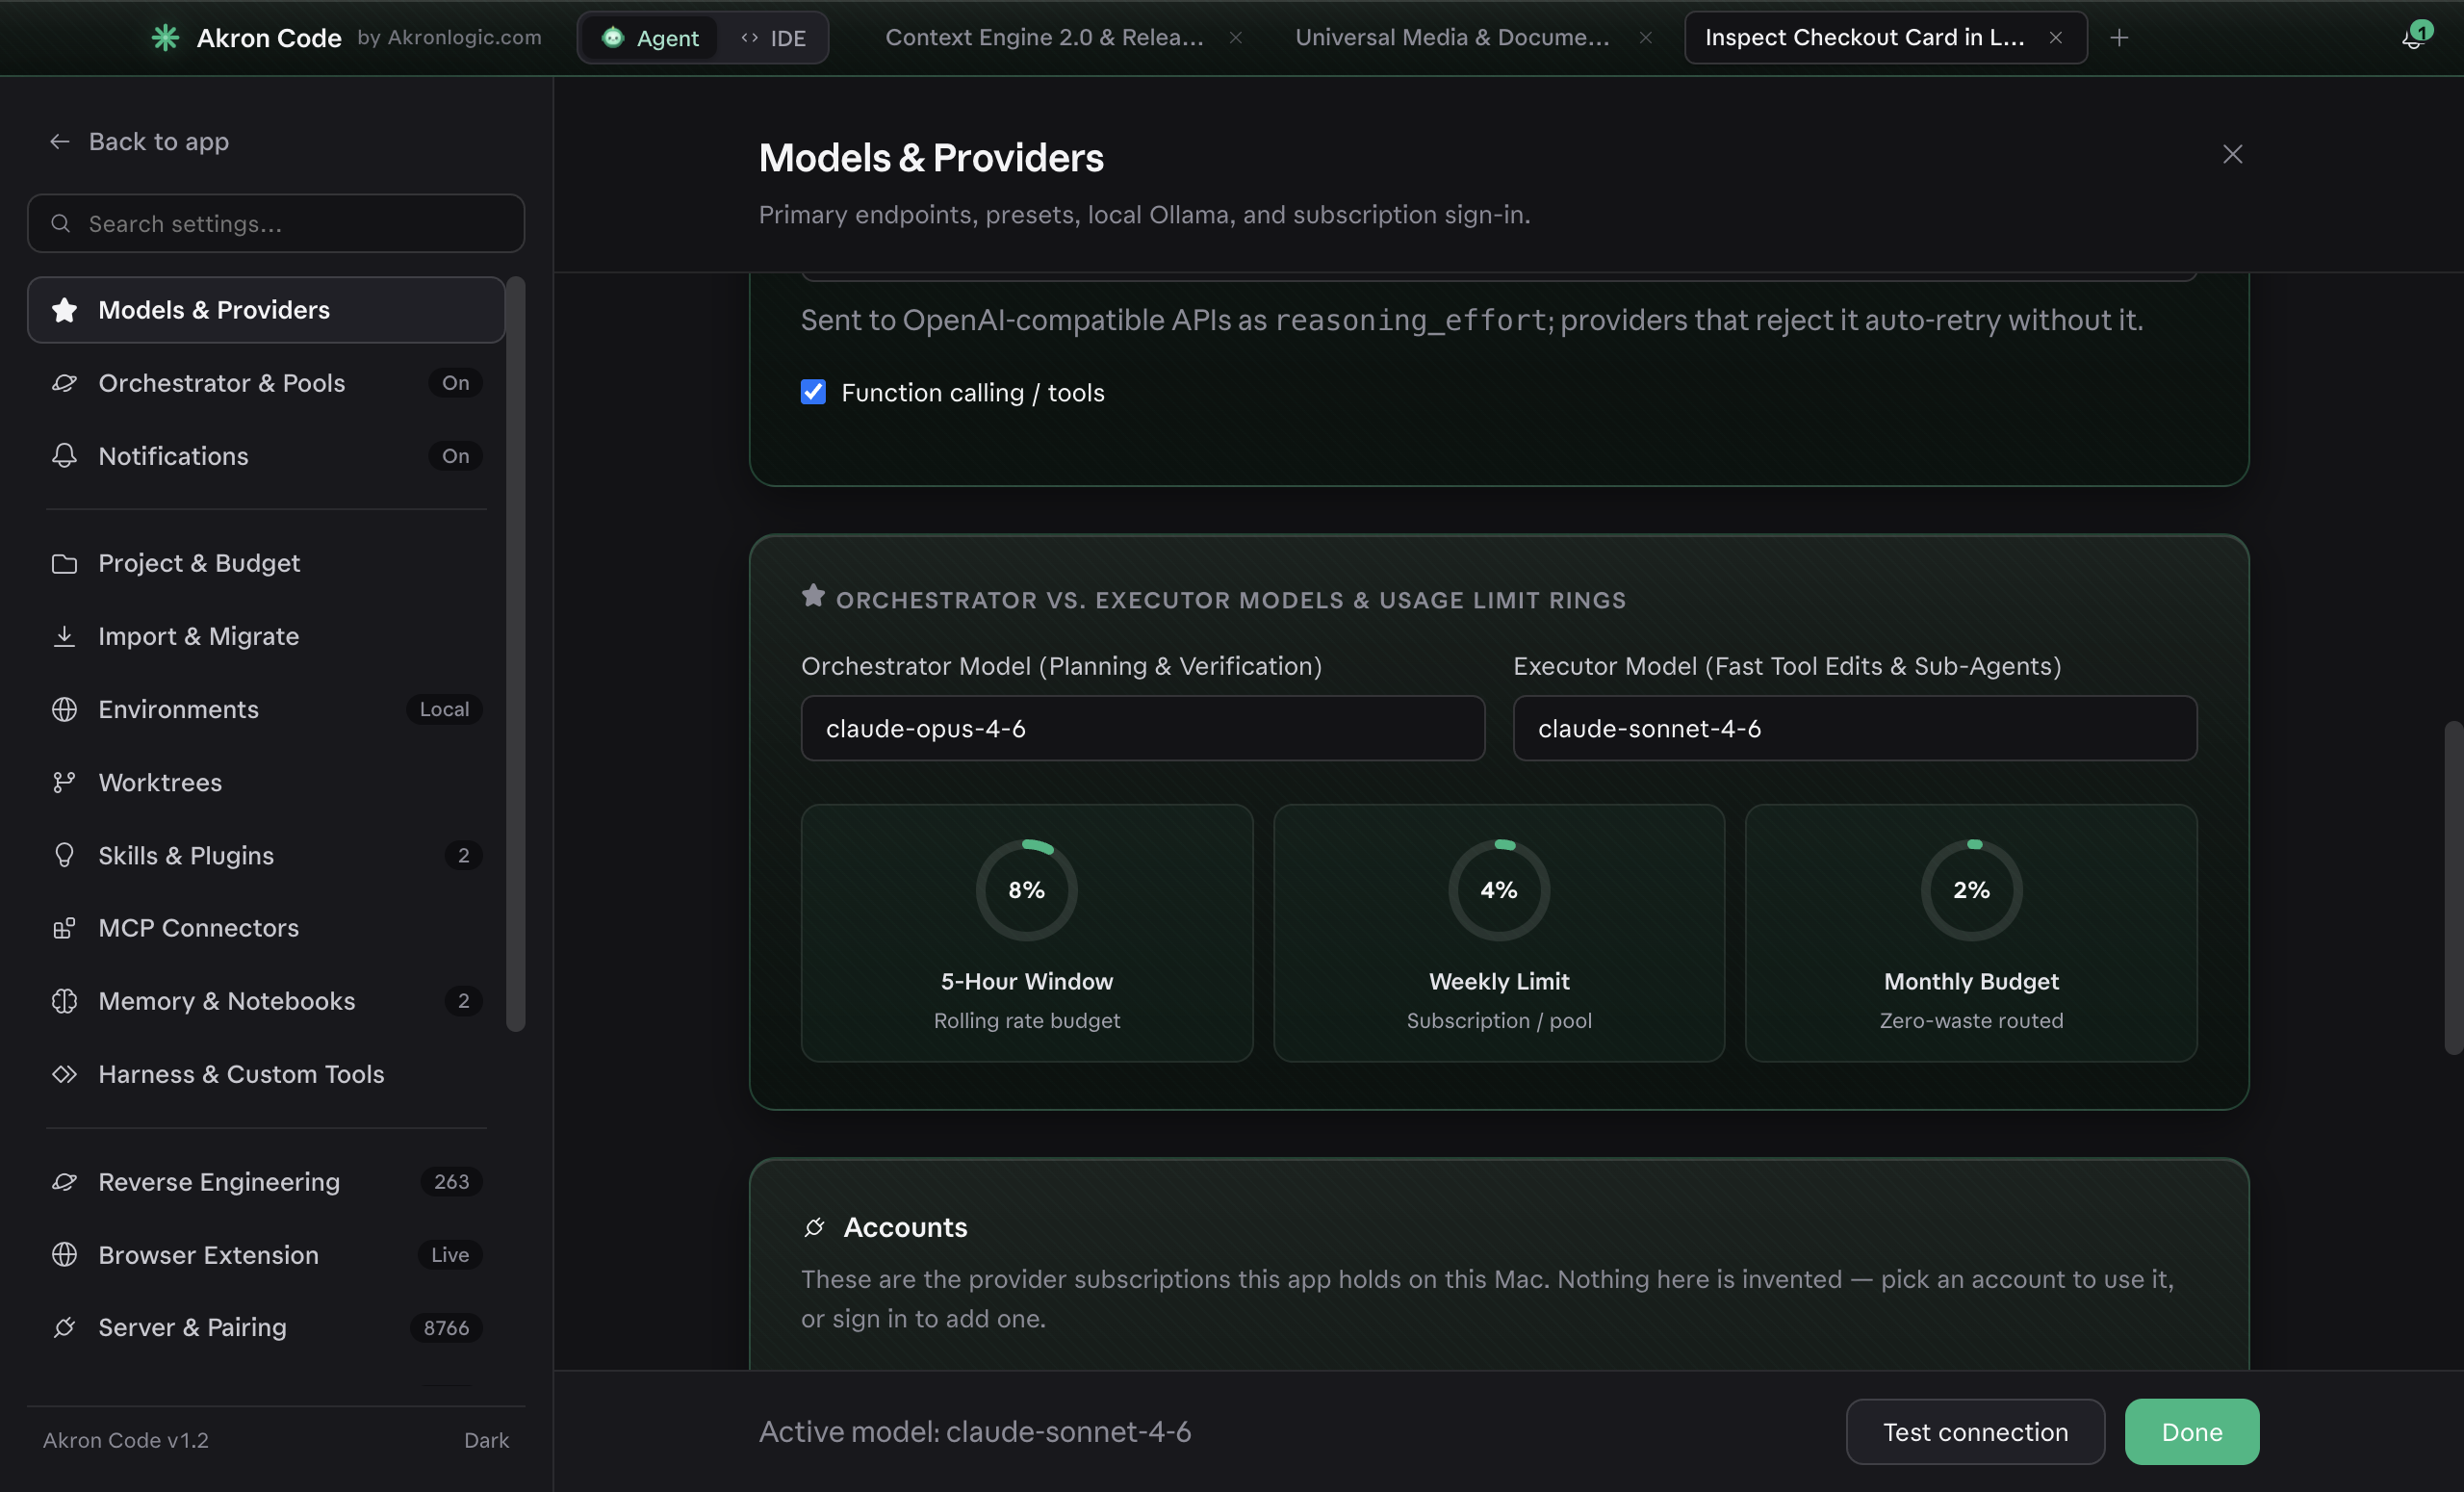 Akron Code by Akronlogic.com
Agent
IDE
Context Engine 2.0 & Relea...
Universal Media & Docume...
Inspect Checkout Card in L...
1
Back to app
Search settings...
Models & Providers
Orchestrator & Pools On
Notifications On
Project & Budget
Import & Migrate
Environments Local
Worktrees
Skills & Plugins 2
MCP Connectors
Memory & Notebooks 2
Harness & Custom Tools
Reverse Engineering 263
Browser Extension Live
Server & Pairing 8766
Akron Code v1.2 Dark
Models & Providers
Primary endpoints, presets, local Ollama, and subscription sign-in.
Sent to OpenAI-compatible APIs as reasoning_effort; providers that reject it auto-retry without it.
Function calling / tools
ORCHESTRATOR VS. EXECUTOR MODELS & USAGE LIMIT RINGS
Orchestrator Model (Planning & Verification)
claude-opus-4-6
Executor Model (Fast Tool Edits & Sub-Agents)
claude-sonnet-4-6
8%
5-Hour Window
Rolling rate budget
4%
Weekly Limit
Subscription / pool
2%
Monthly Budget
Zero-waste routed
Accounts
These are the provider subscriptions this app holds on this Mac. Nothing here is invented — pick an account to use it,
or sign in to add one.
Active model: claude-sonnet-4-6
Test connection
Done